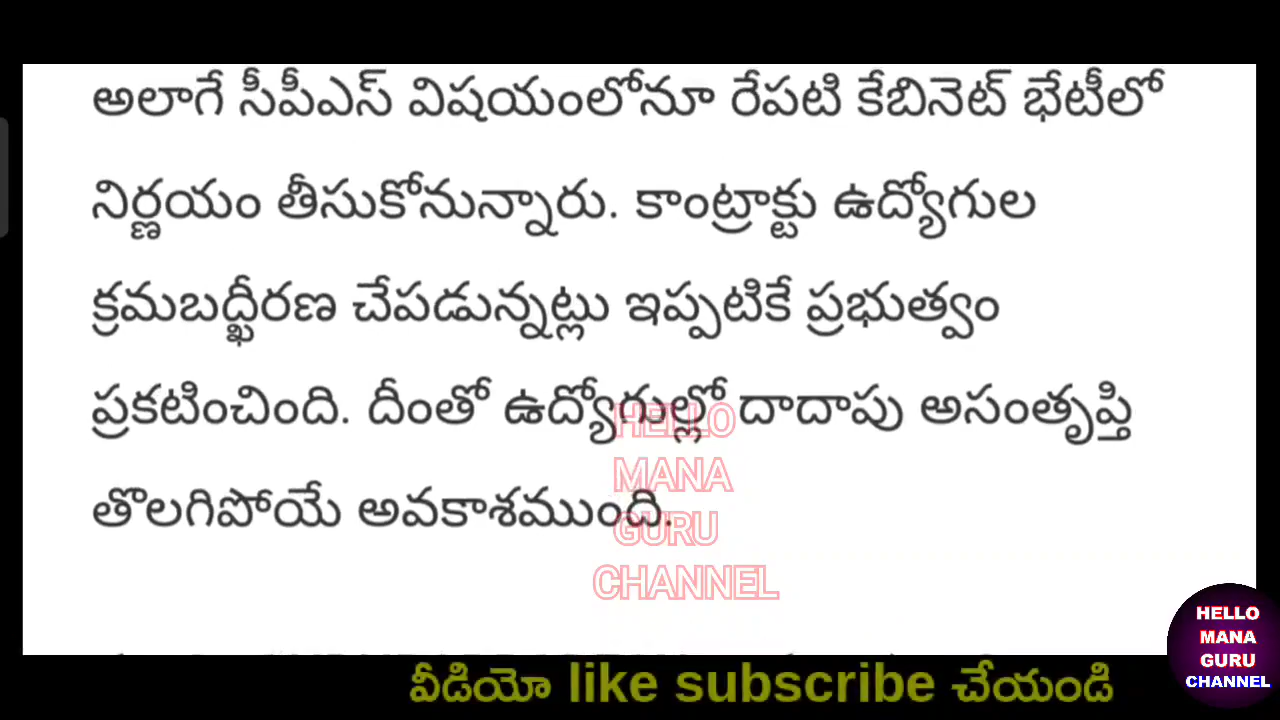 అలాగే సీపీఎస్ విషయంలోనూ రేపటి కేబినెట్ భేటీలో
నిర్ణయం తీసుకోనున్నారు. కాంట్రాక్టు ఉద్యోగుల
క్రమబద్ఖీరణ చేపడున్నట్లు ఇప్పటికే ప్రభుత్వం
ప్రకటించింది. దీంతో ఉద్యోగుల్లో దాదాపు అసంతృప్తి
తొలగిపోయే అవకాశముంది.
HELLO
MANA
GURU
CHANNEL
HELLO
MANA
GURU
CHANNEL
వీడియో like subscribe చేయండి